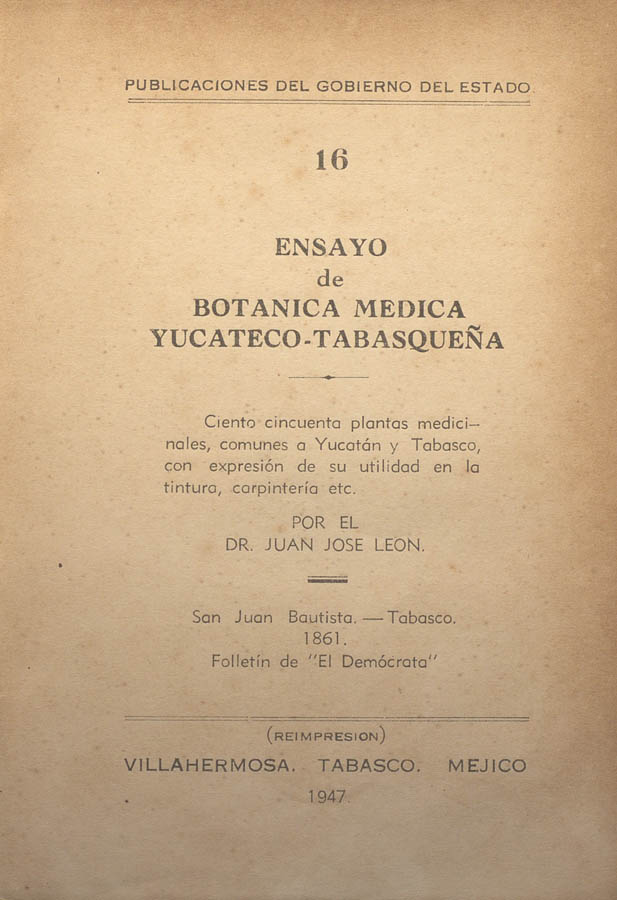 PUBLICACIONES DEL GOBIERNO DEL ESTADO.
16
ENSAYO
de
BOTANICA MEDICA
YUCATECO-TABASQUEÑA
Ciento cincuenta plantas medici-
nales, comunes a Yucatán y Tabasco,
con expresión de su utilidad en la
tintura, carpintería etc.
POR EL
DR. JUAN JOSE LEON.
San Juan Bautista. — Tabasco.
1861.
Folletín de "El Demócrata"
(REIMPRESION)
VILLAHERMOSA. TABASCO. MEJICO
1947.